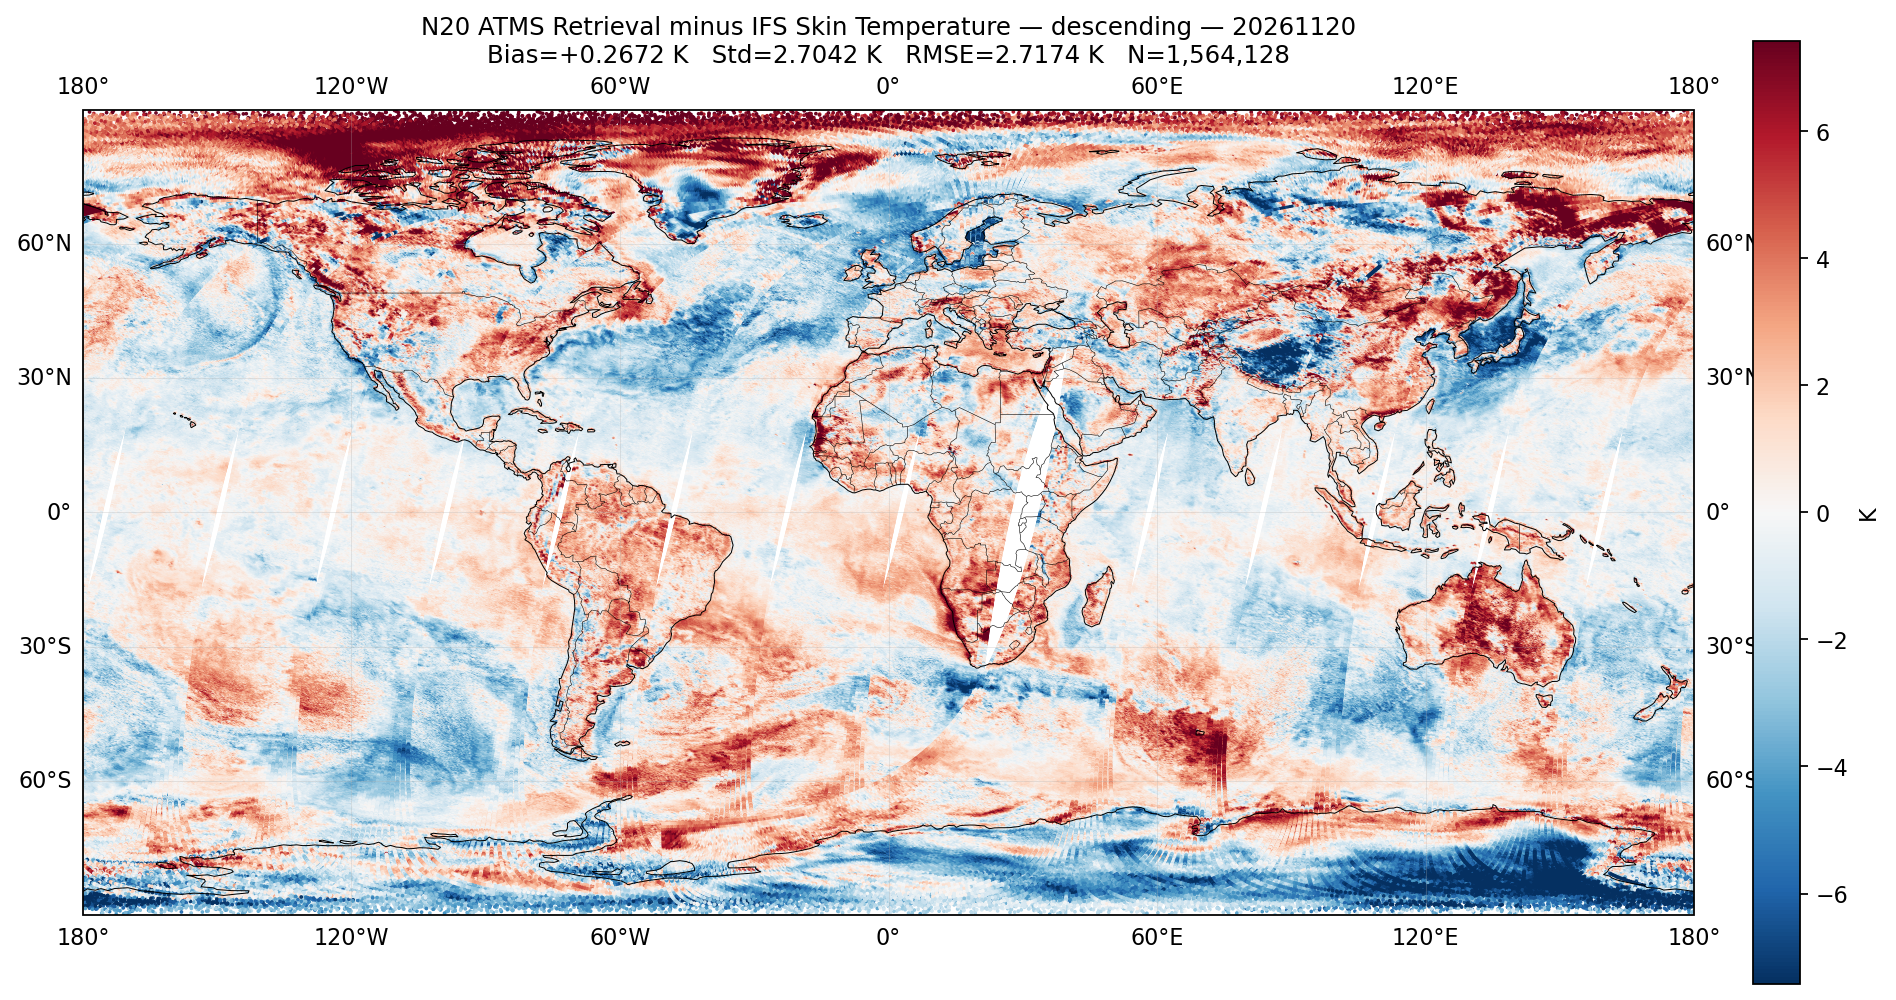 N20 ATMS Retrieval minus IFS Skin Temperature — descending — 20261120
Bias=+0.2672 K   Std=2.7042 K   RMSE=2.7174 K   N=1,564,128
180° 120°W 60°W 0° 60°E 120°E 180°
60°N 60°N
30°N 30°N
0° 0°
30°S 30°S
60°S 60°S
180° 120°W 60°W 0° 60°E 120°E 180°
6
4
2
0
−2
−4
−6
K